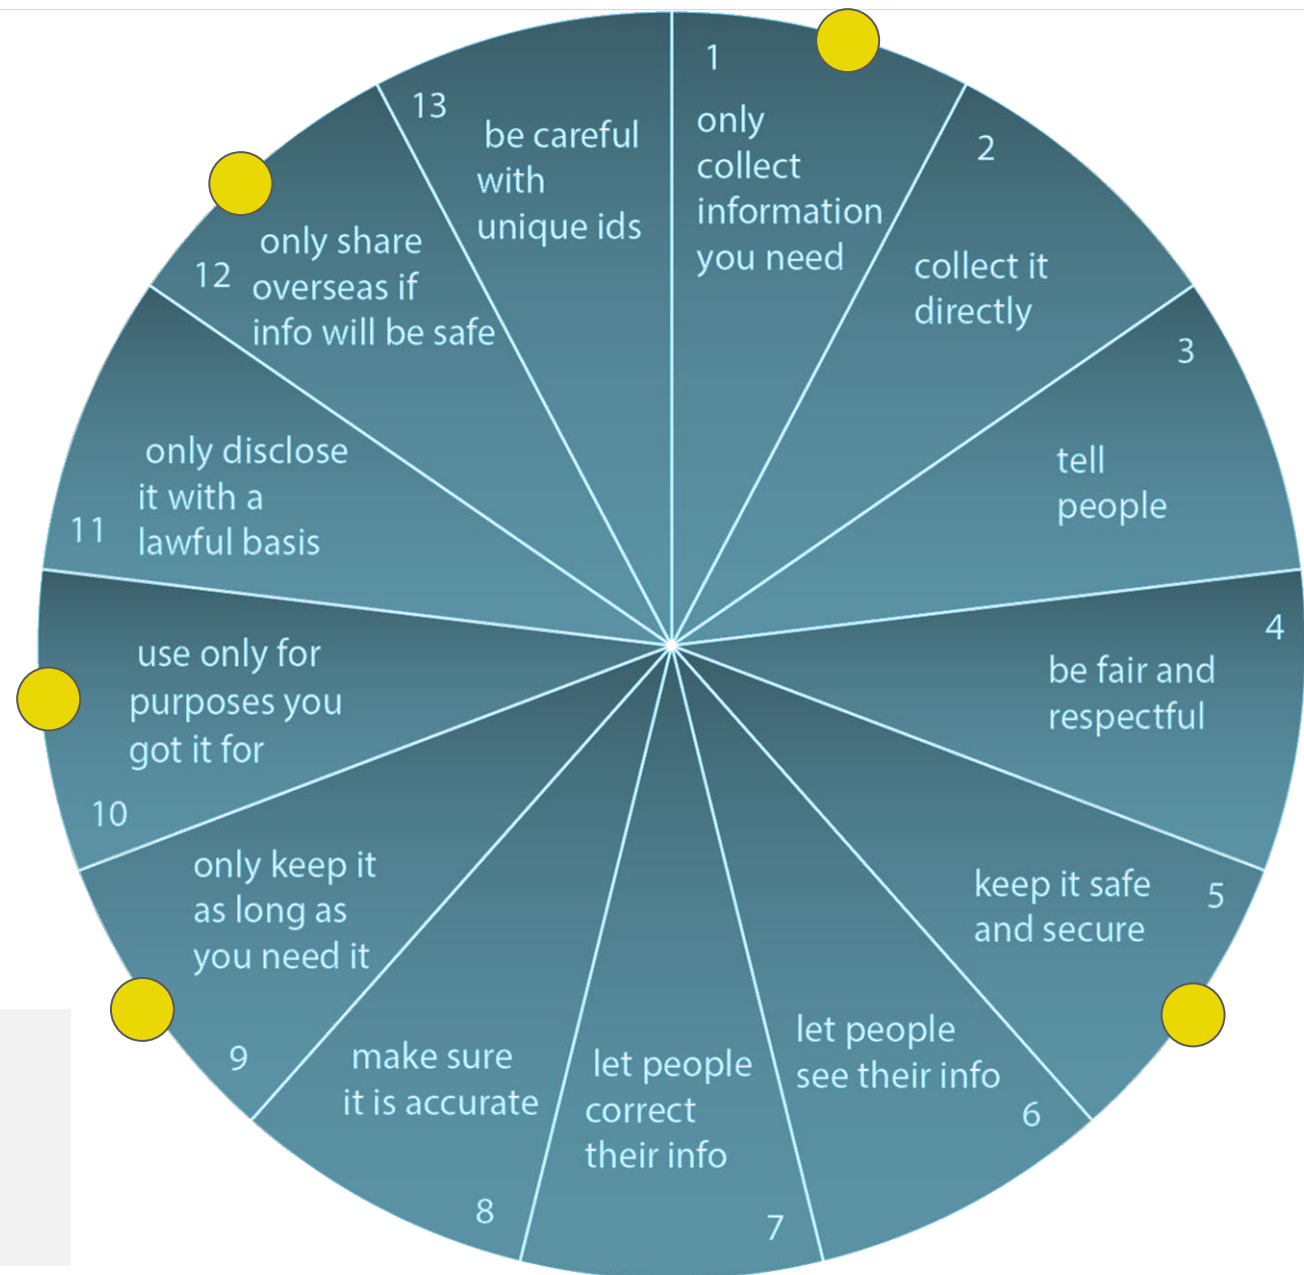 1
only
collect
information
you need
2
collect it
directly
3
tell
people
4
be fair and
respectful
5
keep it safe
and secure
6
let people
see their info
7
let people
correct
their info
8
make sure
it is accurate
9
only keep it
as long as
you need it
10
use only for
purposes you
got it for
11
only disclose
it with a
lawful basis
12
only share
overseas if
info will be safe
13
be careful
with
unique ids